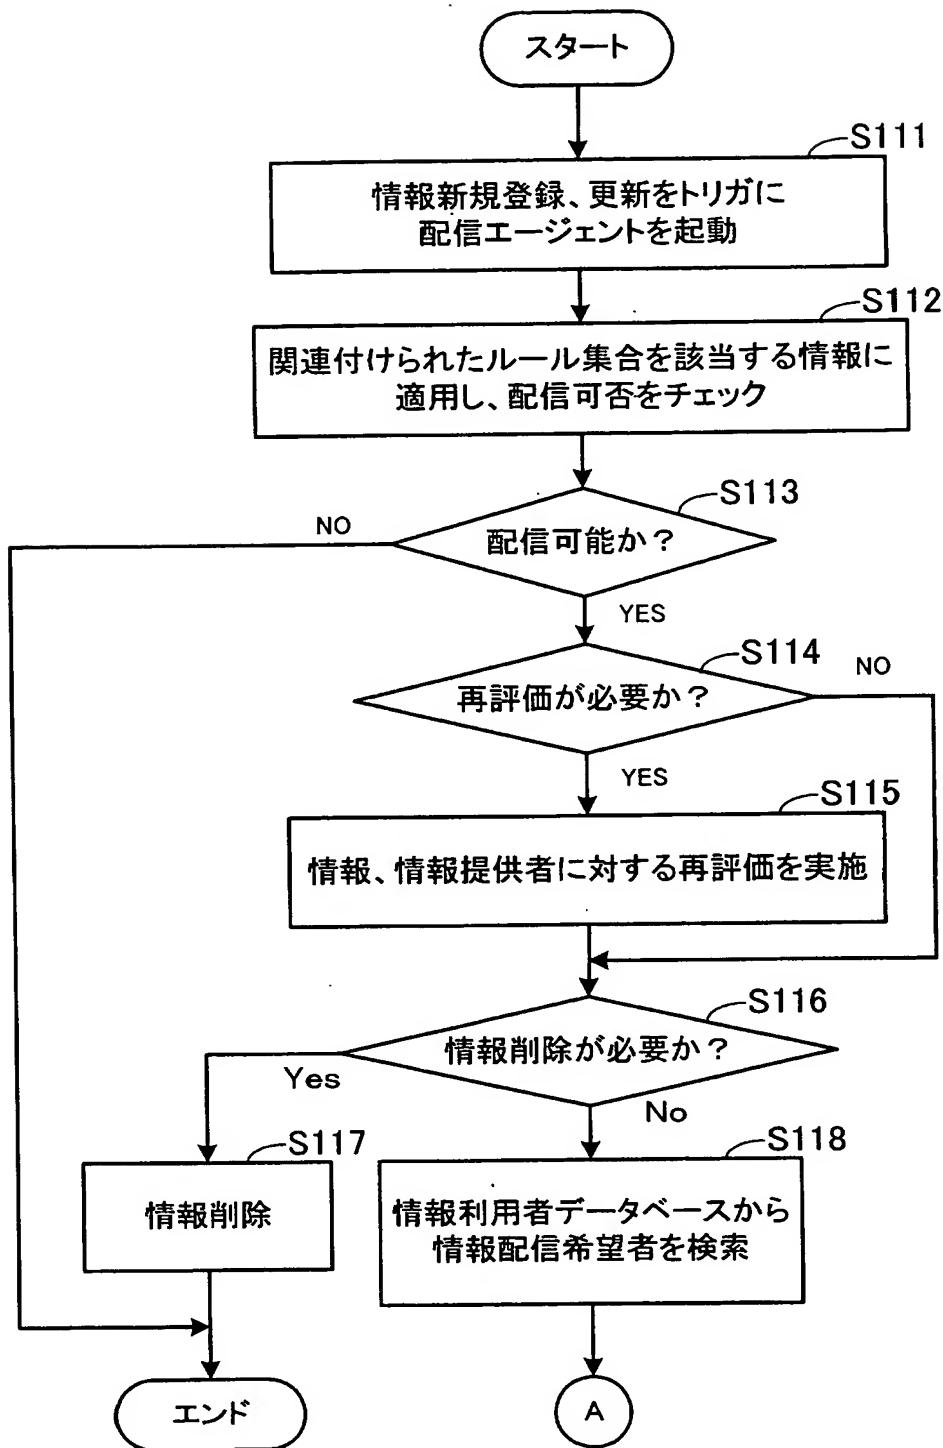 スタート
S111
情報新規登録、更新をトリガに
配信エージェントを起動
S112
関連付けられたルール集合を該当する情報に
適用し、配信可否をチェック
S113
配信可能か？
NO
YES
S114
再評価が必要か？
NO
YES
S115
情報、情報提供者に対する再評価を実施
S116
情報削除が必要か？
Yes
No
S117
情報削除
S118
情報利用者データベースから
情報配信希望者を検索
エンド
A